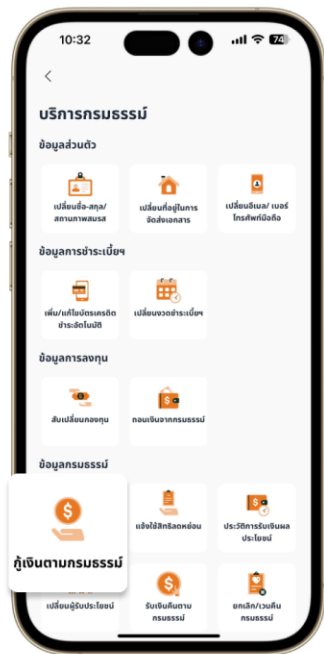 10:32
74
บริการกรมธรรม์
ข้อมูลส่วนตัว
เปลี่ยนชื่อ-สกุล/
สถานภาพสมรส
เปลี่ยนที่อยู่ในการ
จัดส่งเอกสาร
เปลี่ยนอีเมล/ เบอร์
โทรศัพท์มือถือ
ข้อมูลการชำระเบี้ยฯ
เพิ่ม/แก้ไขบัตรเครดิต
ชำระอัตโนมัติ
เปลี่ยนงวดชำระเบี้ยฯ
ข้อมูลการลงทุน
สับเปลี่ยนกองทุน
ถอนเงินจากกรมธรรม์
ข้อมูลกรมธรรม์
กู้เงินตามกรมธรรม์
แจ้งใช้สิทธิลดหย่อน
ประวัติการรับเงินผล
ประโยชน์
เปลี่ยนผู้รับประโยชน์
รับเงินคืนตาม
กรมธรรม์
ยกเลิก/เวนคืน
กรมธรรม์